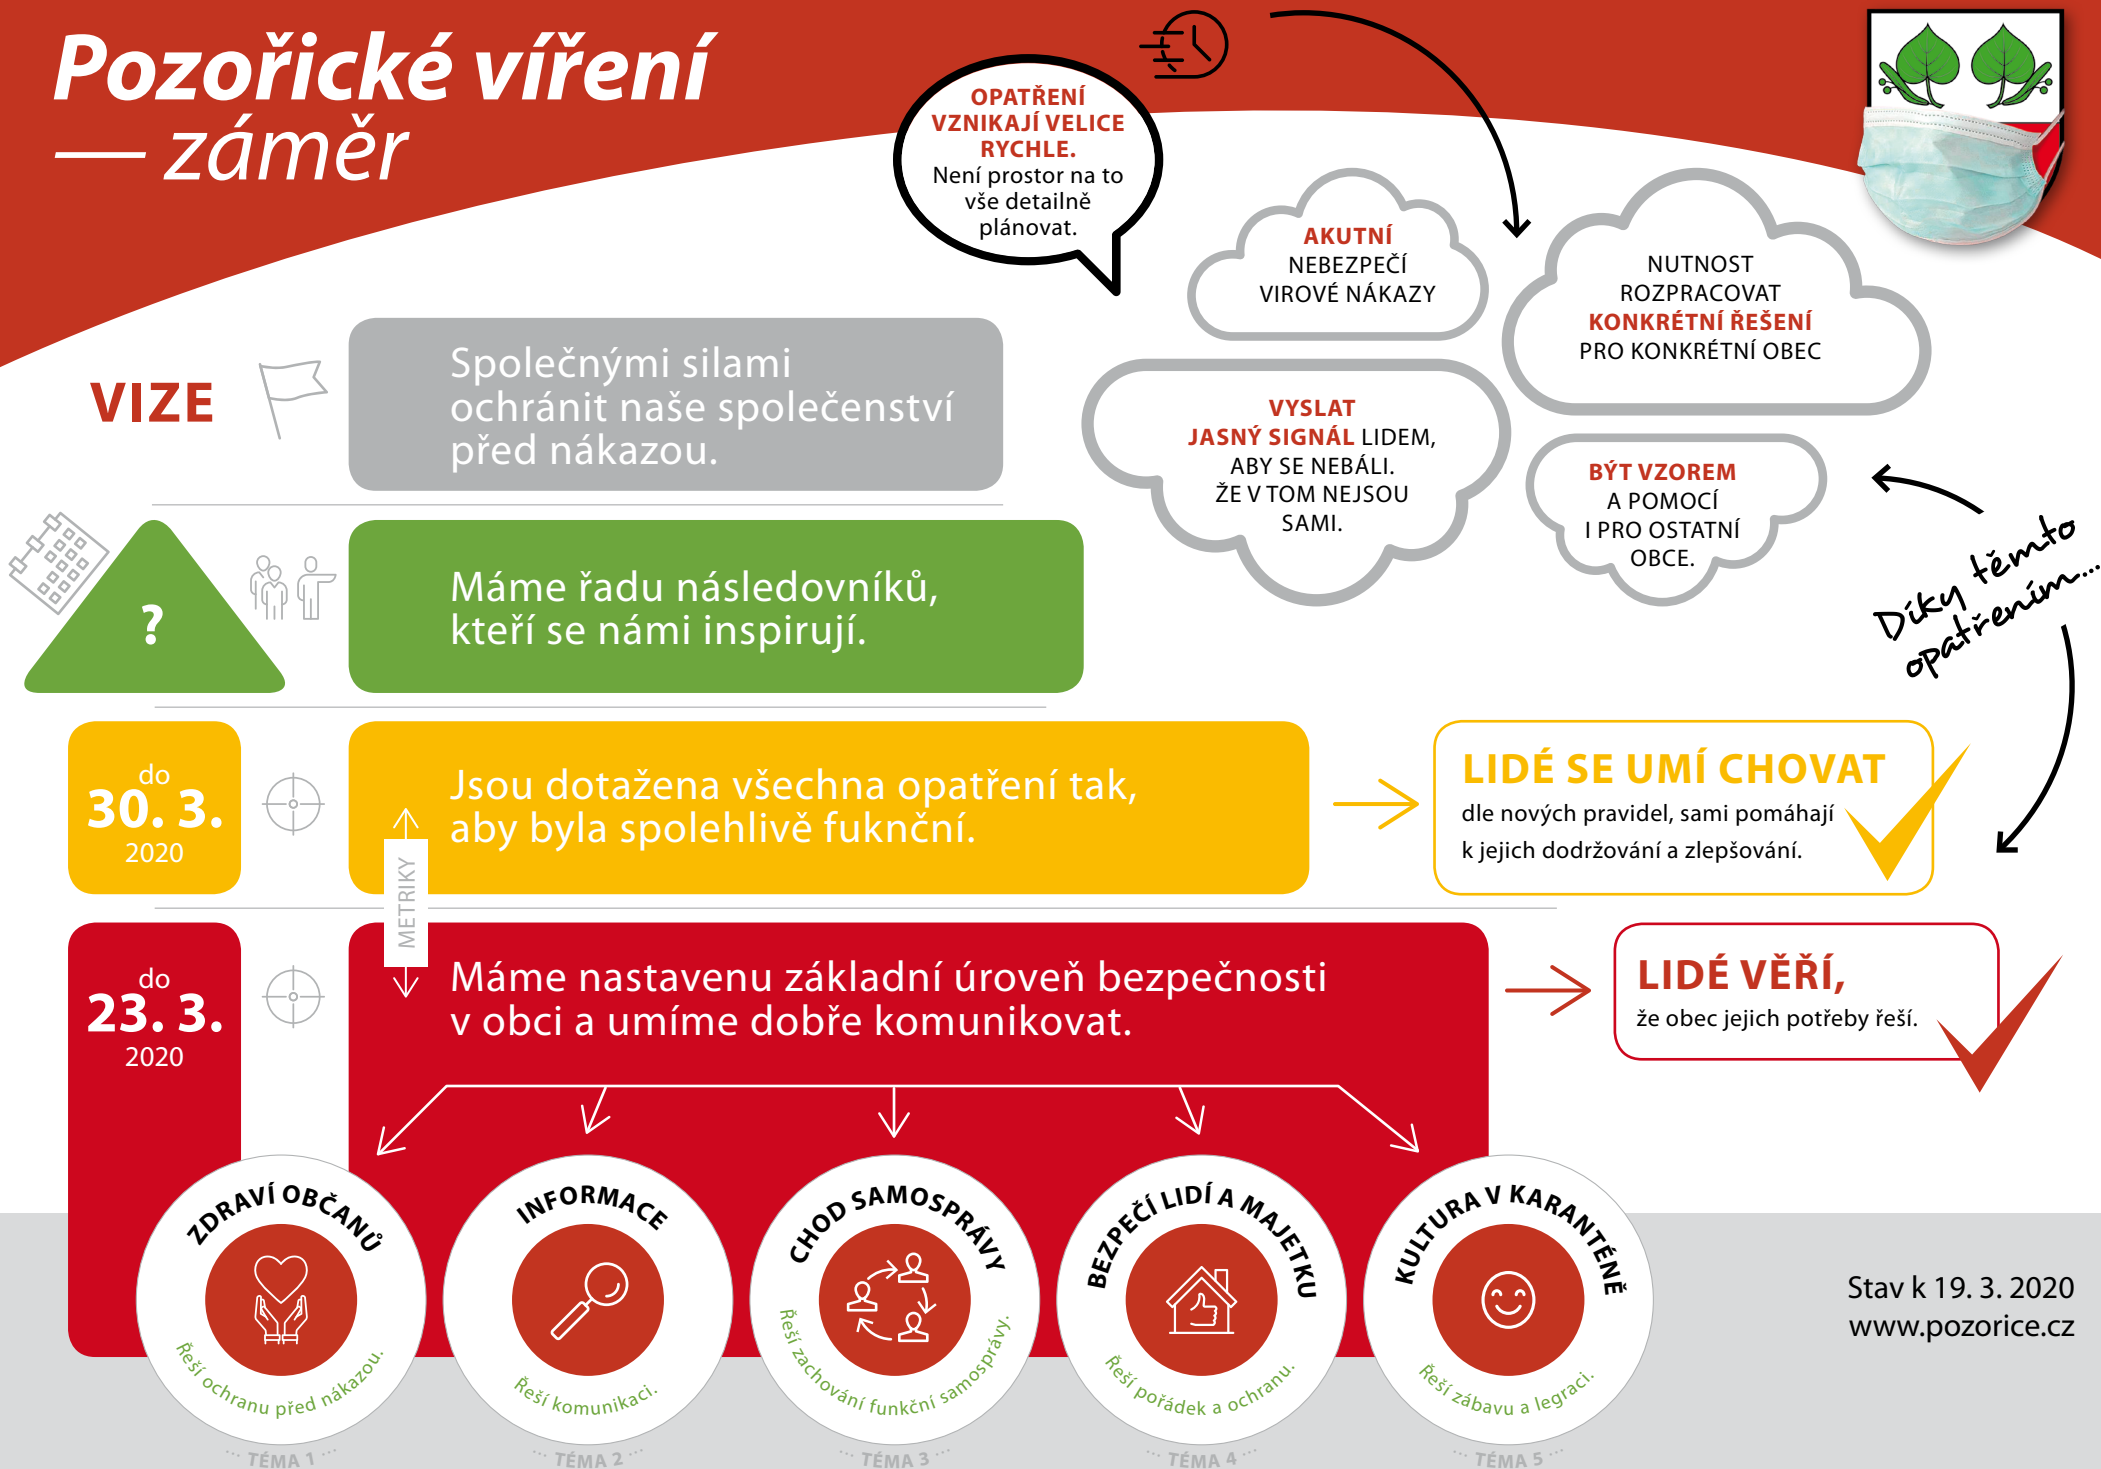 Pozořické víření
— záměr
OPATŘENÍ
VZNIKAJÍ VELICE
RYCHLE.
Není prostor na to
vše detailně
plánovat.
AKUTNÍ
NEBEZPEČÍ
VIROVÉ NÁKAZY
NUTNOST
ROZPRACOVAT
KONKRÉTNÍ ŘEŠENÍ
PRO KONKRÉTNÍ OBEC
VYSLAT
JASNÝ SIGNÁL LIDEM,
ABY SE NEBÁLI.
ŽE V TOM NEJSOU
SAMI.
BÝT VZOREM
A POMOCÍ
I PRO OSTATNÍ
OBCE.
Díky těmto
opatřením...
VIZE
Společnými silami
ochránit naše společenství
před nákazou.
?
Máme řadu následovníků,
kteří se námi inspirují.
do
30. 3.
2020
Jsou dotažena všechna opatření tak,
aby byla spolehlivě fuknční.
LIDÉ SE UMÍ CHOVAT
dle nových pravidel, sami pomáhají
k jejich dodržování a zlepšování.
METRIKY
do
23. 3.
2020
Máme nastavenu základní úroveň bezpečnosti
v obci a umíme dobře komunikovat.
LIDÉ VĚŘÍ,
že obec jejich potřeby řeší.
ZDRAVÍ OBČANŮ
Řeší ochranu před nákazou.
··· TÉMA 1 ···
INFORMACE
Řeší komunikaci.
··· TÉMA 2 ···
CHOD SAMOSPRÁVY
Řeší zachování funkční samosprávy.
··· TÉMA 3 ···
BEZPEČÍ LIDÍ A MAJETKU
Řeší pořádek a ochranu.
··· TÉMA 4 ···
KULTURA V KARANTÉNĚ
Řeší zábavu a legraci.
··· TÉMA 5 ···
Stav k 19. 3. 2020
www.pozorice.cz